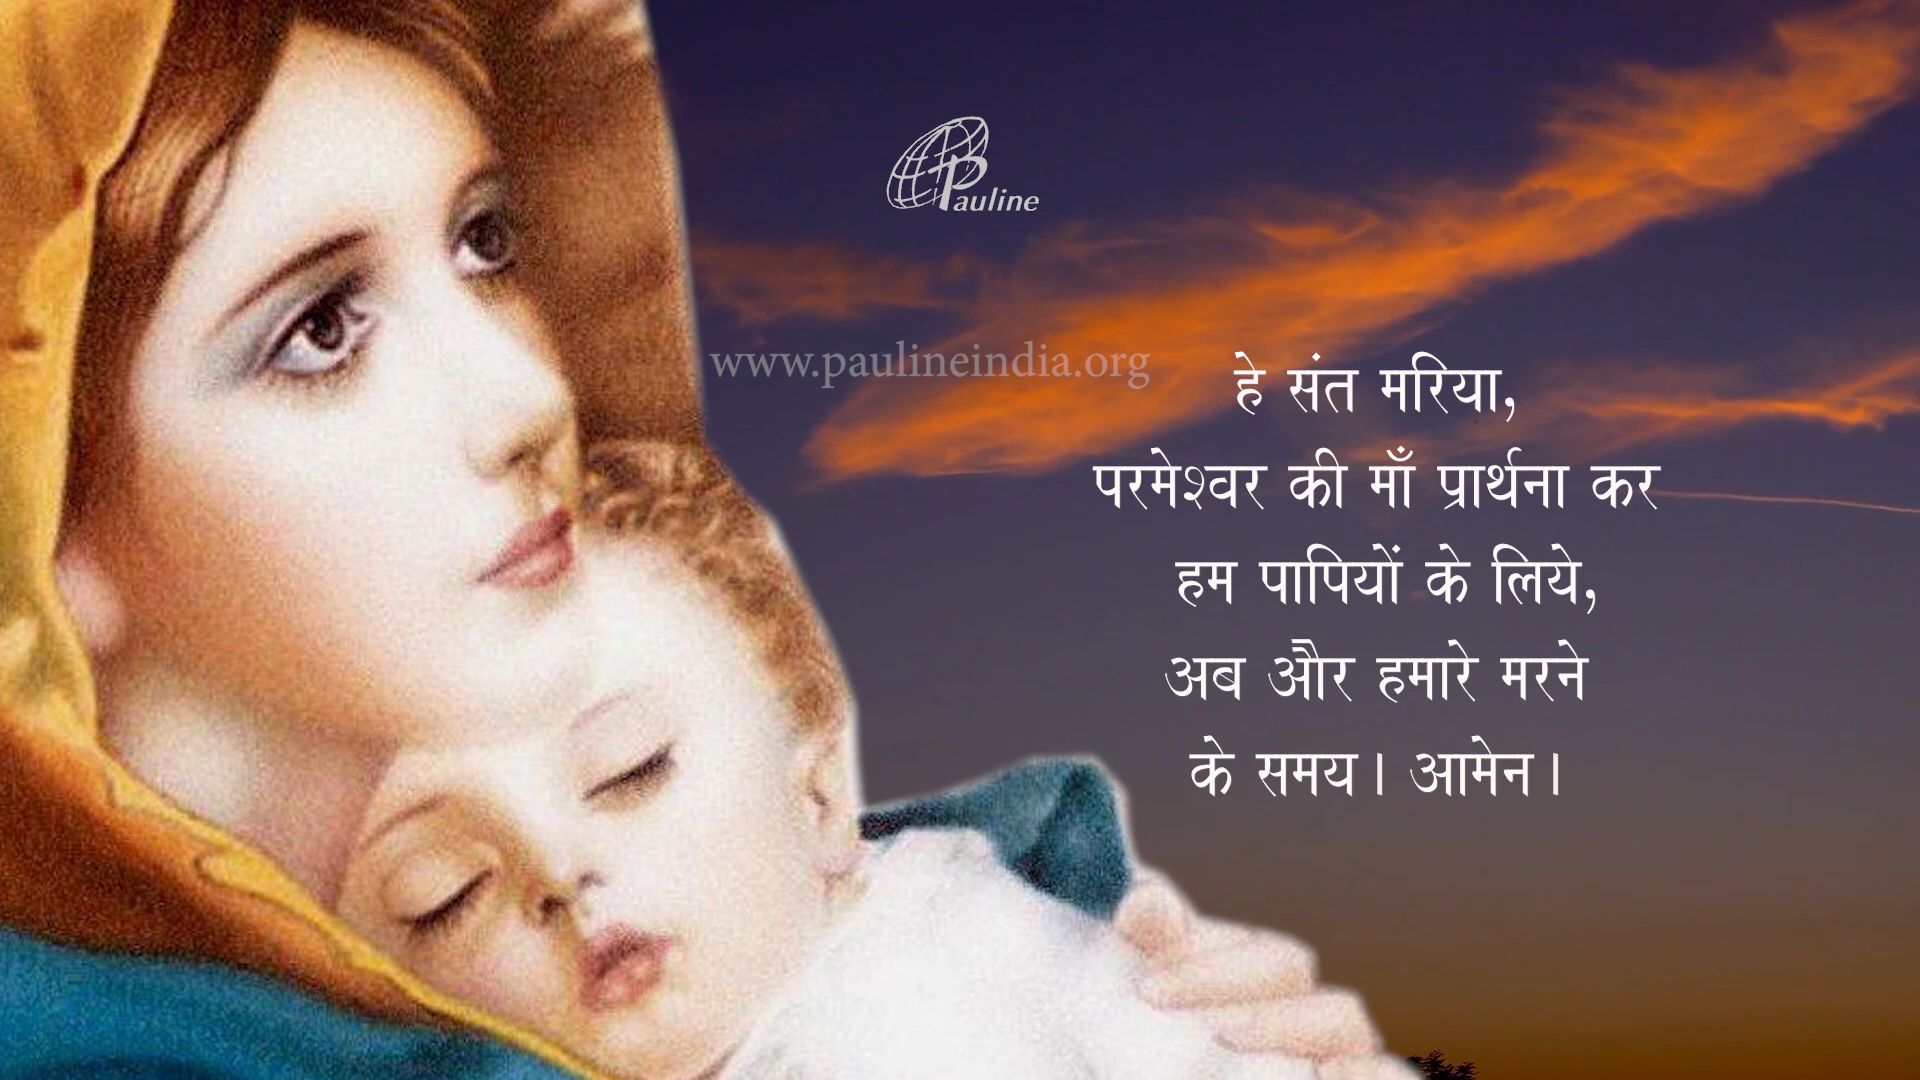 Pauline
www.paulineindia.org
हे संत मरिया,
परमेश्वर की माँ प्रार्थना कर
हम पापियों के लिये,
अब और हमारे मरने
के समय। आमेन।